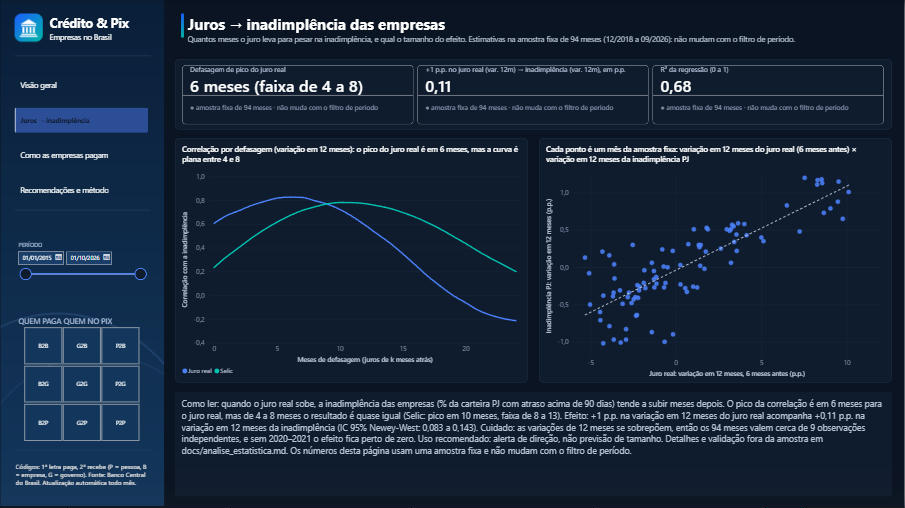 Crédito & Pix
Empresas no Brasil
Visão geral
Juros → inadimplência
Como as empresas pagam
Recomendações e método
PERÍODO
01/01/2015
01/10/2026
QUEM PAGA QUEM NO PIX
B2B
G2B
P2B
B2G
G2G
P2G
B2P
G2P
P2P
Códigos: 1ª letra paga, 2ª recebe (P = pessoa, B
= empresa, G = governo). Fonte: Banco Central
do Brasil. Atualização automática todo mês.
Juros → inadimplência das empresas
Quantos meses o juro leva para pesar na inadimplência, e qual o tamanho do efeito. Estimativas na amostra fixa de 94 meses (12/2018 a 09/2026): não mudam com o filtro de período.
Defasagem de pico do juro real
6 meses (faixa de 4 a 8)
● amostra fixa de 94 meses · não muda com o filtro de período
+1 p.p. no juro real (var. 12m) → inadimplência (var. 12m), em p.p.
0,11
● amostra fixa de 94 meses · não muda com o filtro de período
R² da regressão (0 a 1)
0,68
● amostra fixa de 94 meses · não muda com o filtro de período
Correlação por defasagem (variação em 12 meses): o pico do juro real é em 6 meses, mas a curva é
plana entre 4 e 8
Correlação com a inadimplência
1,0
0,8
0,6
0,4
0,2
0,0
-0,2
-0,4
0
5
10
15
20
Meses de defasagem (juros de k meses atrás)
Juro real
Selic
Cada ponto é um mês da amostra fixa: variação em 12 meses do juro real (6 meses antes) ×
variação em 12 meses da inadimplência PJ
Inadimplência PJ: variação em 12 meses (p.p.)
1,0
0,5
0,0
-0,5
-1,0
-5
0
5
10
Juro real: variação em 12 meses, 6 meses antes (p.p.)
Como ler: quando o juro real sobe, a inadimplência das empresas (% da carteira PJ com atraso acima de 90 dias) tende a subir meses depois. O pico da correlação é em 6 meses para
o juro real, mas de 4 a 8 meses o resultado é quase igual (Selic: pico em 10 meses, faixa de 8 a 13). Efeito: +1 p.p. na variação em 12 meses do juro real acompanha +0,11 p.p. na
variação em 12 meses da inadimplência (IC 95% Newey-West: 0,083 a 0,143). Cuidado: as variações de 12 meses se sobrepõem, então os 94 meses valem cerca de 9 observações
independentes, e sem 2020–2021 o efeito fica perto de zero. Uso recomendado: alerta de direção, não previsão de tamanho. Detalhes e validação fora da amostra em
docs/analise_estatistica.md. Os números desta página usam uma amostra fixa e não mudam com o filtro de período.